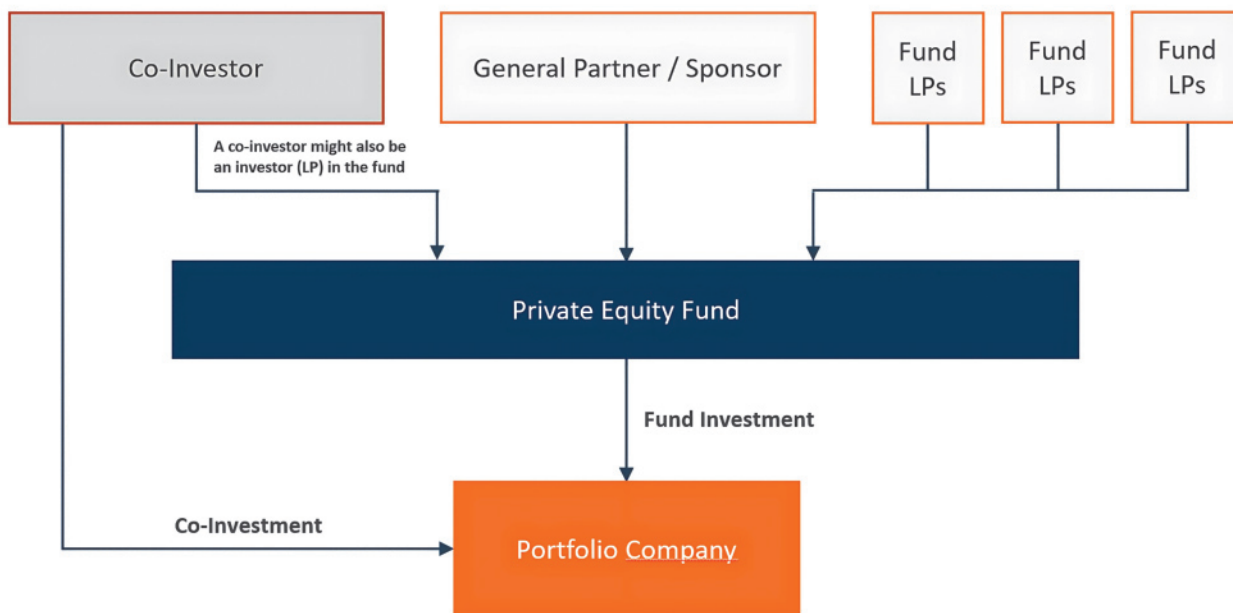 Co-Investor
General Partner / Sponsor
Fund
LPs
Fund
LPs
Fund
LPs
A co-investor might also be
an investor (LP) in the fund
Private Equity Fund
Fund Investment
Co-Investment
Portfolio Company